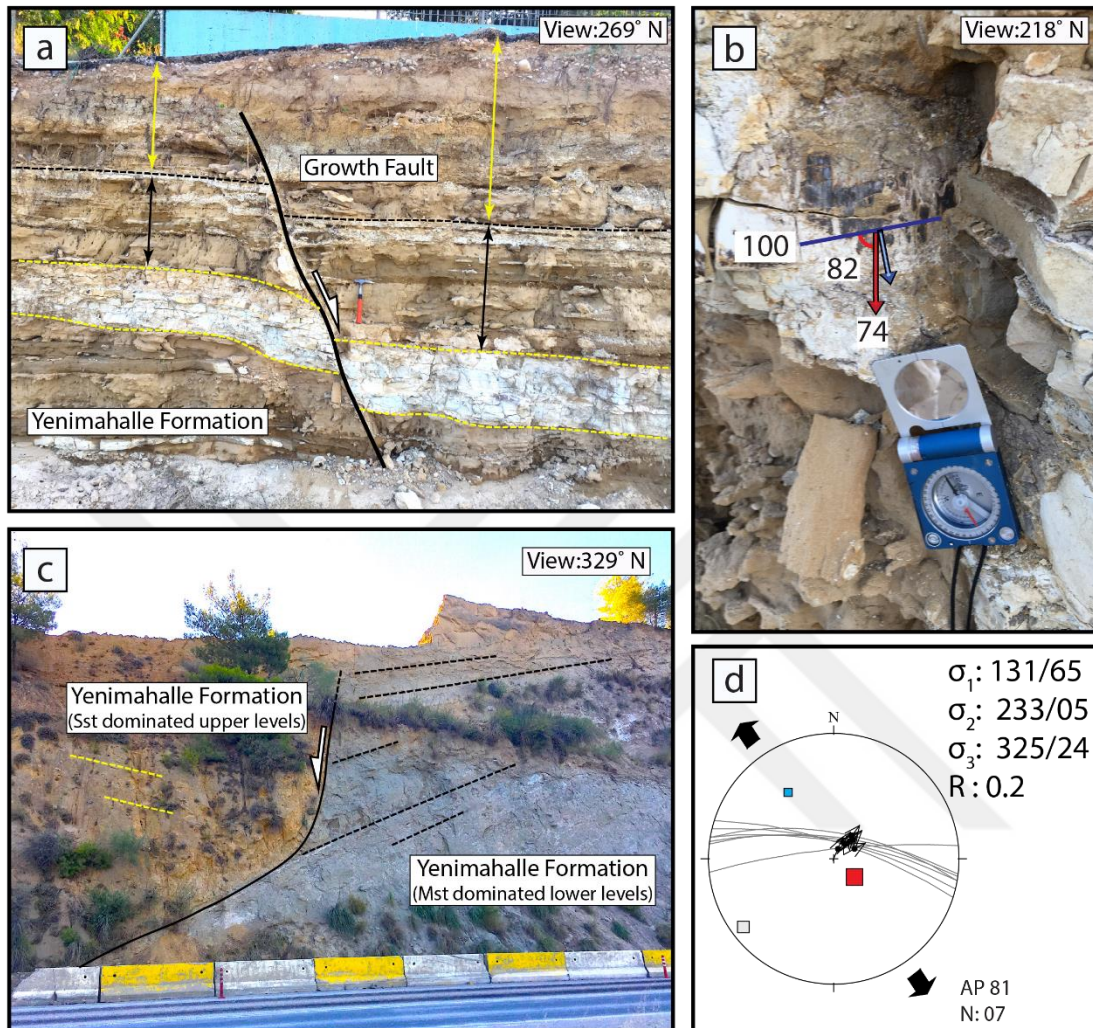 a
View:269° N
Growth Fault
Yenimahalle Formation
b
View:218° N
100
82
74
c
View:329° N
Yenimahalle Formation
(Sst dominated upper levels)
Yenimahalle Formation
(Mst dominated lower levels)
d
N
σ₁: 131/65
σ₂: 233/05
σ₃: 325/24
R : 0.2
AP 81
N: 07